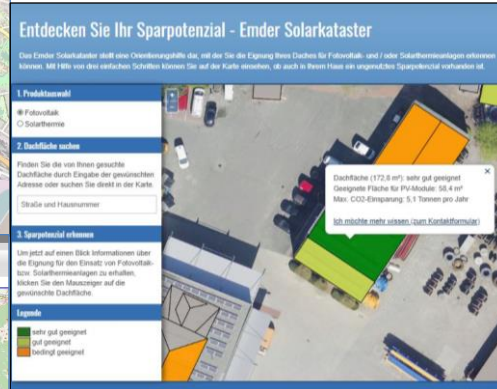 Entdecken Sie Ihr Sparpotenzial - Emder Solarkataster
Das Emder Solarkataster stellt eine Orientierungshilfe dar, mit der Sie die Eignung Ihres Daches für Fotovoltaik- und / oder Solarthermieanlagen erkennen
können. Mit Hilfe von drei einfachen Schritten können Sie auf der Karte einsehen, ob auch in Ihrem Haus ein ungenutztes Sparpotenzial vorhanden ist.
1. Produktauswahl
Fotovoltaik
Solarthermie
2. Dachfläche suchen
Finden Sie die von Ihnen gesuchte
Dachfläche durch Eingabe der gewünschten
Adresse oder suchen Sie direkt in der Karte.
Straße und Hausnummer
3. Sparpotenzial erkennen
Um jetzt auf einen Blick Informationen über
die Eignung für den Einsatz von Fotovoltaik-
bzw. Solarthermieanlagen zu erhalten,
klicken Sie den Mauszeiger auf die
gewünschte Dachfläche.
Legende
sehr gut geeignet
gut geeignet
bedingt geeignet
Dachfläche (172,8 m²): sehr gut geeignet
Geeignete Fläche für PV-Module: 58,4 m²
Max. CO2-Einsparung: 5,1 Tonnen pro Jahr
Ich möchte mehr wissen (zum Kontaktformular)